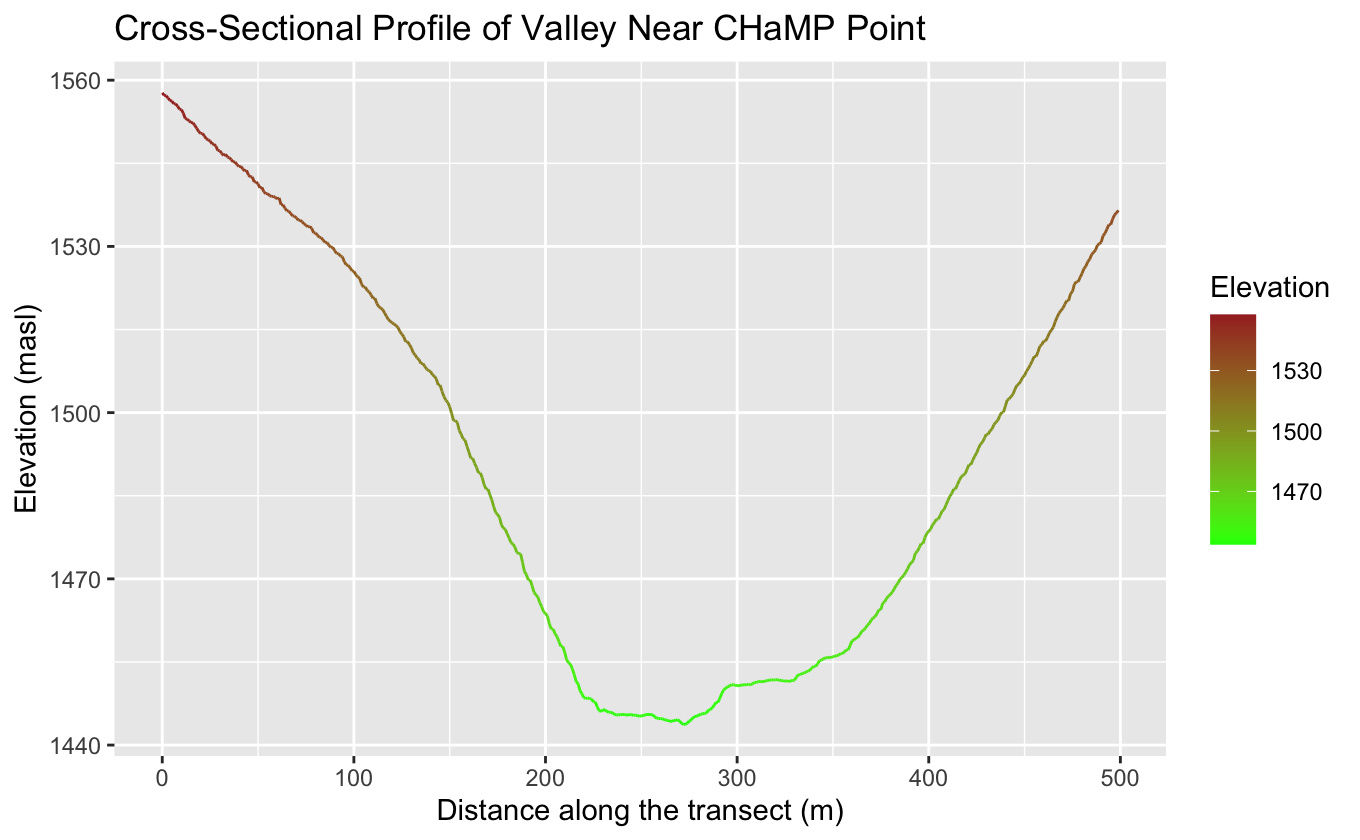 Cross-Sectional Profile of Valley Near CHaMP Point
Elevation (masl)
1560
1530
1500
1470
1440
0 100 200 300 400 500
Distance along the transect (m)
Elevation
1530
1500
1470